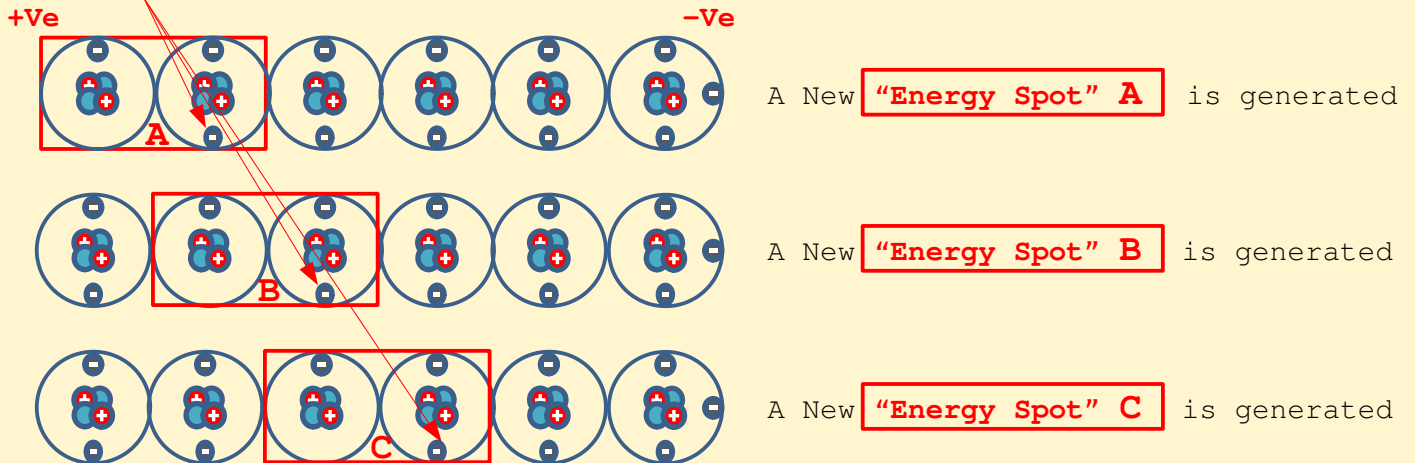 +Ve −Ve
A A New “Energy Spot” A is generated
B A New “Energy Spot” B is generated
C A New “Energy Spot” C is generated